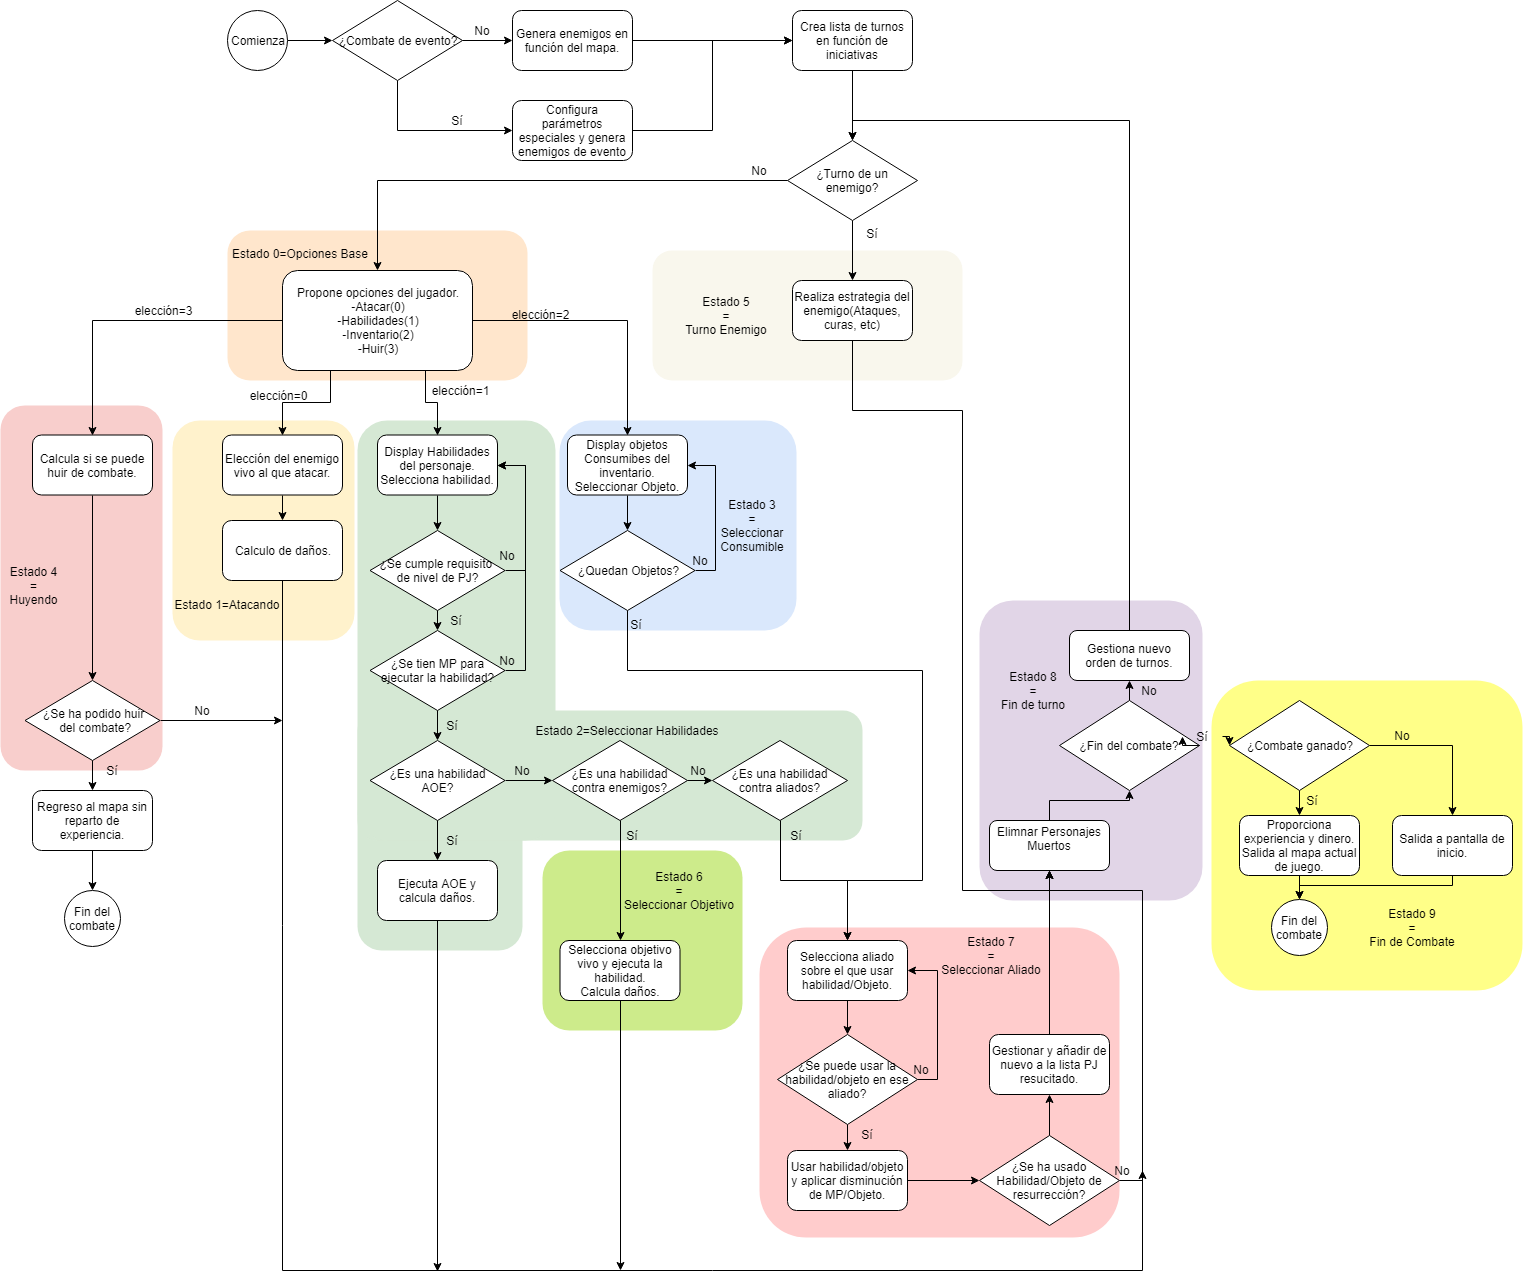 Comienza
¿Combate de evento?
No
Genera enemigos en
función del mapa.
Crea lista de turnos
en función de
iniciativas
Sí
Configura
parámetros
especiales y genera
enemigos de evento
¿Turno de un
enemigo?
No
Sí
Estado 0=Opciones Base
Propone opciones del jugador.
-Atacar(0)
-Habilidades(1)
-Inventario(2)
-Huir(3)
elección=3
elección=2
elección=0
elección=1
Estado 5
=
Turno Enemigo
Realiza estrategia del
enemigo(Ataques,
curas, etc)
Calcula si se puede
huir de combate.
Estado 4
=
Huyendo
¿Se ha podido huir
del combate?
No
Sí
Regreso al mapa sin
reparto de
experiencia.
Fin del
combate
Elección del enemigo
vivo al que atacar.
Calculo de daños.
Estado 1=Atacando
Display Habilidades
del personaje.
Selecciona habilidad.
¿Se cumple requisito
de nivel de PJ?
No
Sí
¿Se tien MP para
ejecutar la habilidad?
No
Sí
Estado 2=Seleccionar Habilidades
¿Es una habilidad
AOE?
No
¿Es una habilidad
contra enemigos?
No
¿Es una habilidad
contra aliados?
Sí
Sí
Sí
Ejecuta AOE y
calcula daños.
Display objetos
Consumibes del
inventario.
Seleccionar Objeto.
Estado 3
=
Seleccionar
Consumible
¿Quedan Objetos?
No
Sí
Estado 6
=
Seleccionar Objetivo
Selecciona objetivo
vivo y ejecuta la
habilidad.
Calcula daños.
Estado 7
=
Seleccionar Aliado
Selecciona aliado
sobre el que usar
habilidad/Objeto.
¿Se puede usar la
habilidad/objeto en ese
aliado?
No
Sí
Usar habilidad/objeto
y aplicar disminución
de MP/Objeto.
¿Se ha usado
Habilidad/Objeto de
resurrección?
No
Gestionar y añadir de
nuevo a la lista PJ
resucitado.
Elimnar Personajes
Muertos
Estado 8
=
Fin de turno
Gestiona nuevo
orden de turnos.
No
¿Fin del combate?
Sí
¿Combate ganado?
No
Sí
Proporciona
experiencia y dinero.
Salida al mapa actual
de juego.
Salida a pantalla de
inicio.
Fin del
combate
Estado 9
=
Fin de Combate